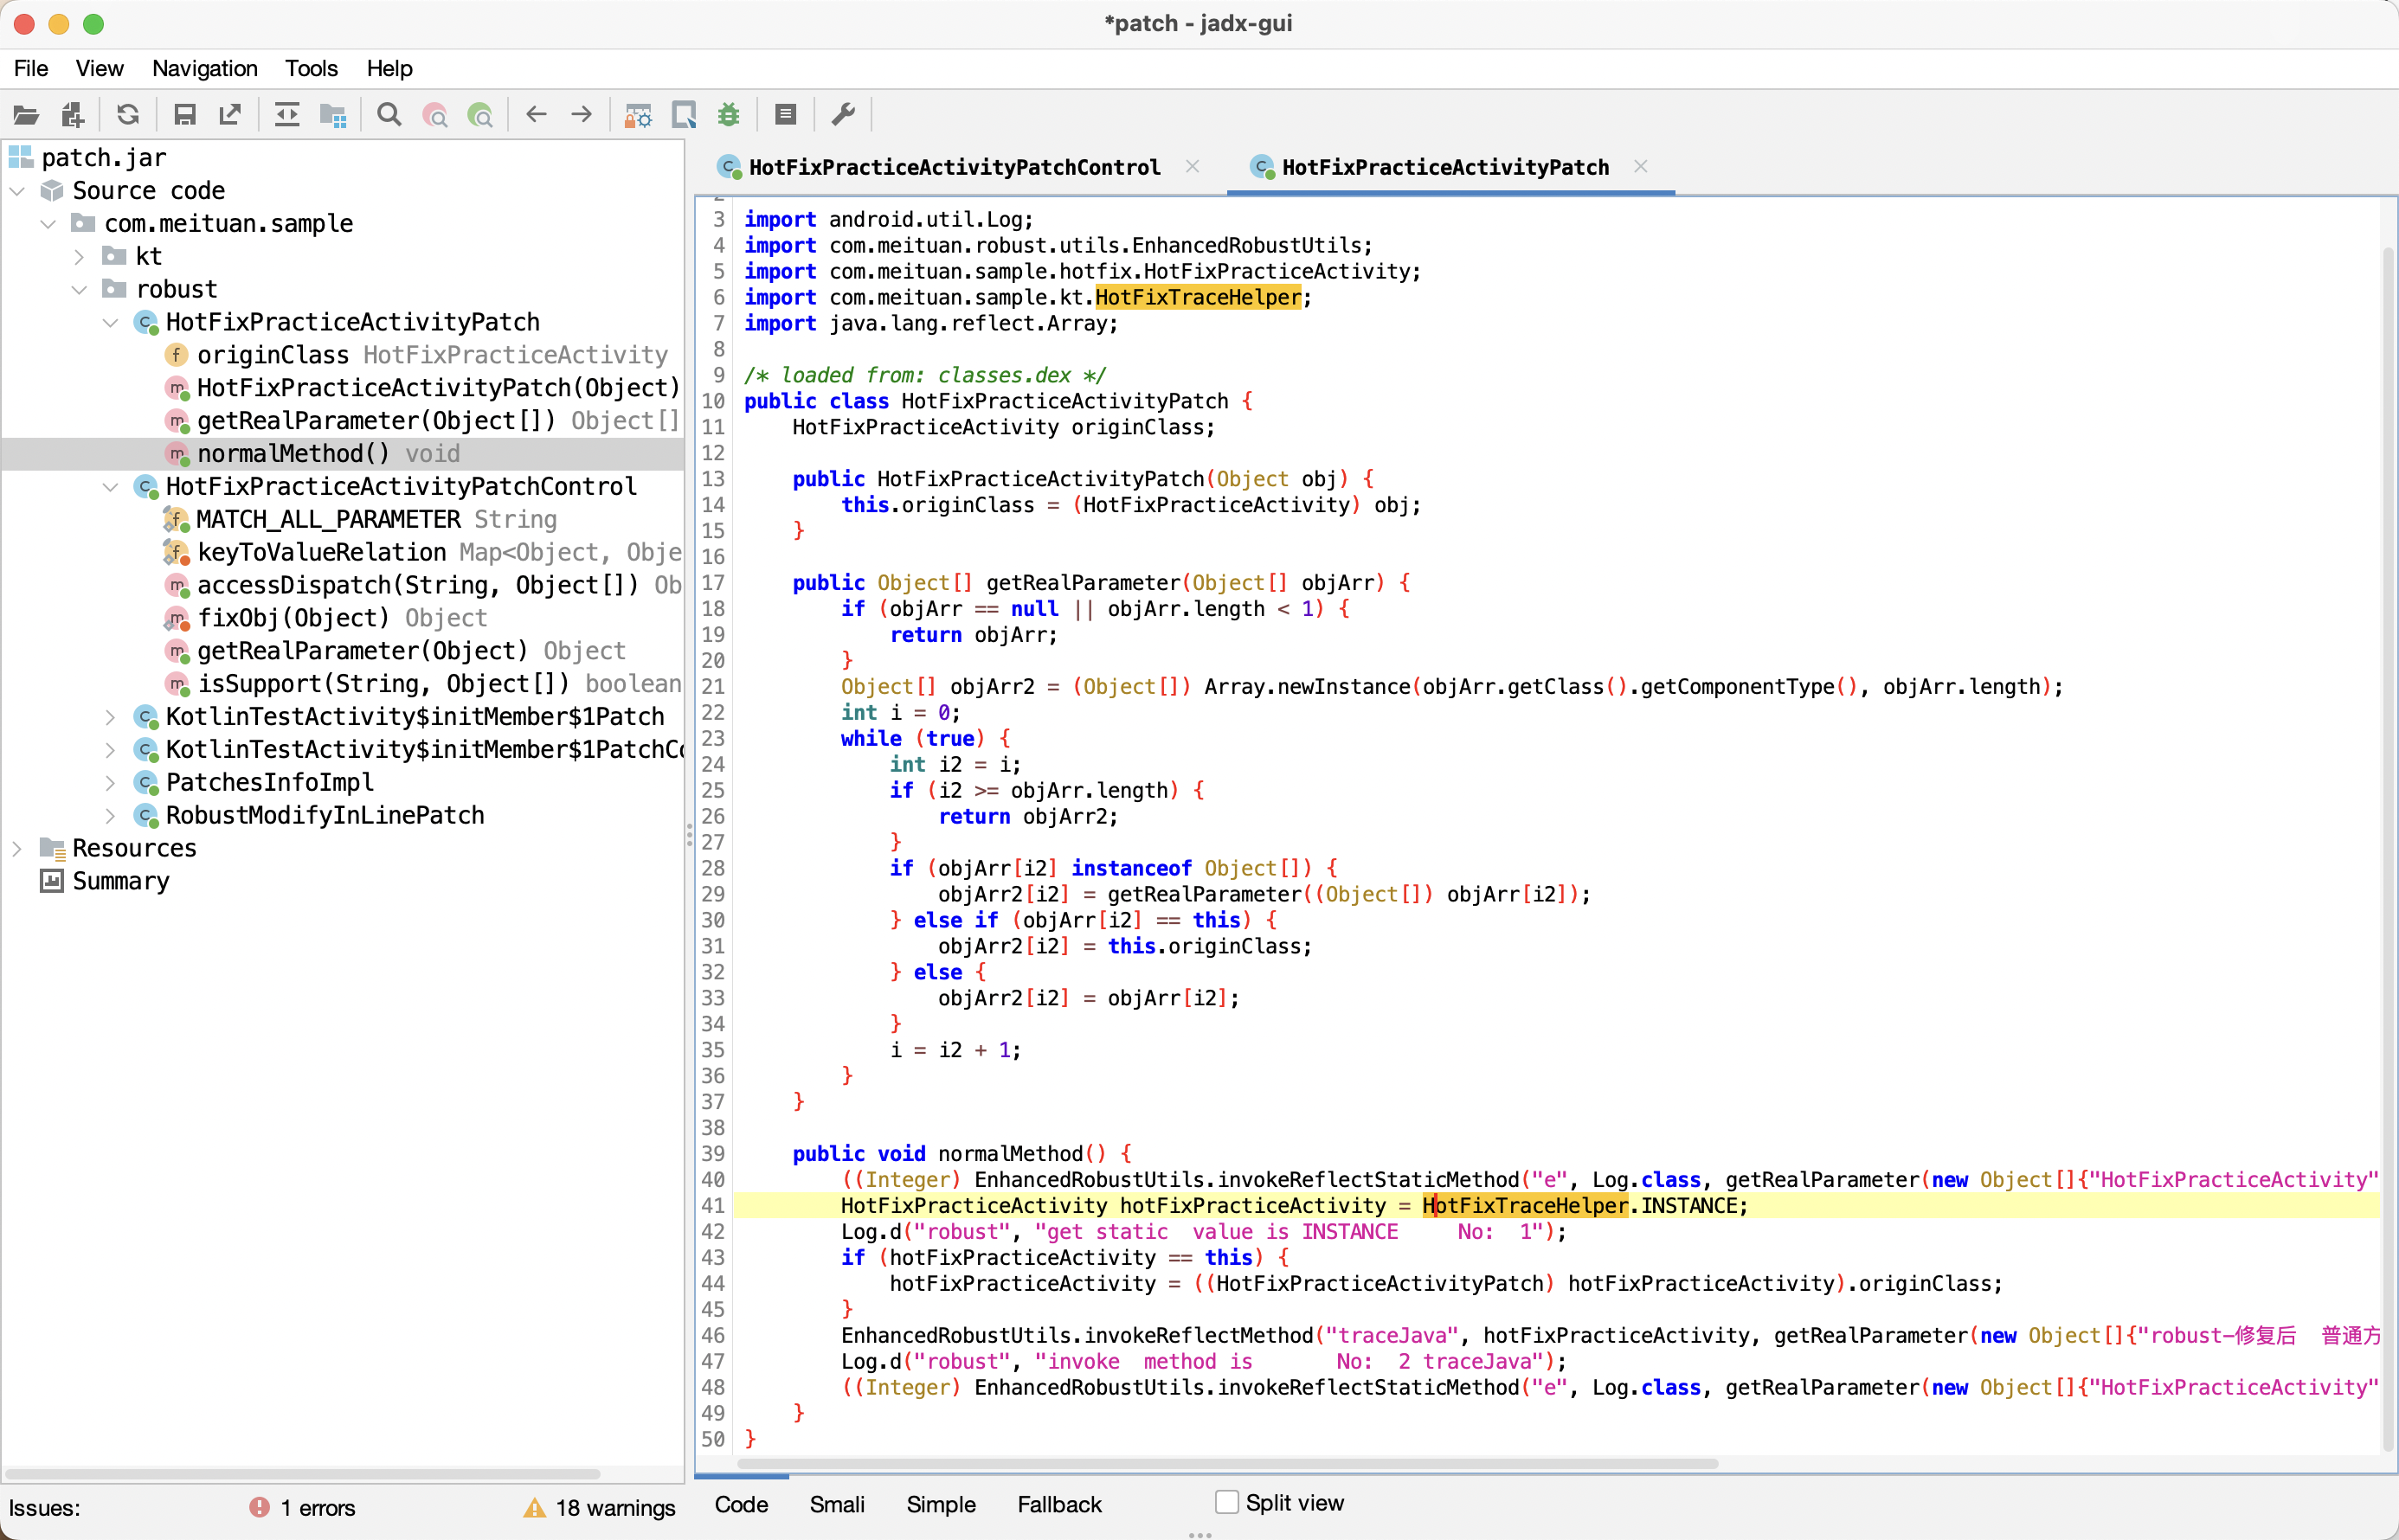 *patch - jadx-gui
File View Navigation Tools Help
patch.jar
Source code
com.meituan.sample
kt
robust
HotFixPracticeActivityPatch
originClass HotFixPracticeActivity
HotFixPracticeActivityPatch(Object)
getRealParameter(Object[]) Object[]
normalMethod() void
HotFixPracticeActivityPatchControl
MATCH_ALL_PARAMETER String
keyToValueRelation Map<Object, Obje
accessDispatch(String, Object[]) Ob
fixObj(Object) Object
getRealParameter(Object) Object
isSupport(String, Object[]) boolean
KotlinTestActivity$initMember$1Patch
KotlinTestActivity$initMember$1PatchCo
PatchesInfoImpl
RobustModifyInLinePatch
Resources
Summary
Issues: 1 errors 18 warnings
HotFixPracticeActivityPatchControl HotFixPracticeActivityPatch
3 import android.util.Log;
4 import com.meituan.robust.utils.EnhancedRobustUtils;
5 import com.meituan.sample.hotfix.HotFixPracticeActivity;
6 import com.meituan.sample.kt.HotFixTraceHelper;
7 import java.lang.reflect.Array;
8
9 /* loaded from: classes.dex */
10 public class HotFixPracticeActivityPatch {
11 HotFixPracticeActivity originClass;
12
13 public HotFixPracticeActivityPatch(Object obj) {
14 this.originClass = (HotFixPracticeActivity) obj;
15 }
16
17 public Object[] getRealParameter(Object[] objArr) {
18 if (objArr == null || objArr.length < 1) {
19 return objArr;
20 }
21 Object[] objArr2 = (Object[]) Array.newInstance(objArr.getClass().getComponentType(), objArr.length);
22 int i = 0;
23 while (true) {
24 int i2 = i;
25 if (i2 >= objArr.length) {
26 return objArr2;
27 }
28 if (objArr[i2] instanceof Object[]) {
29 objArr2[i2] = getRealParameter((Object[]) objArr[i2]);
30 } else if (objArr[i2] == this) {
31 objArr2[i2] = this.originClass;
32 } else {
33 objArr2[i2] = objArr[i2];
34 }
35 i = i2 + 1;
36 }
37 }
38
39 public void normalMethod() {
40 ((Integer) EnhancedRobustUtils.invokeReflectStaticMethod("e", Log.class, getRealParameter(new Object[]{"HotFixPracticeActivity"
41 HotFixPracticeActivity hotFixPracticeActivity = HotFixTraceHelper.INSTANCE;
42 Log.d("robust", "get static  value is INSTANCE     No:  1");
43 if (hotFixPracticeActivity == this) {
44 hotFixPracticeActivity = ((HotFixPracticeActivityPatch) hotFixPracticeActivity).originClass;
45 }
46 EnhancedRobustUtils.invokeReflectMethod("traceJava", hotFixPracticeActivity, getRealParameter(new Object[]{"robust-修复后  普通方
47 Log.d("robust", "invoke  method is       No:  2 traceJava");
48 ((Integer) EnhancedRobustUtils.invokeReflectStaticMethod("e", Log.class, getRealParameter(new Object[]{"HotFixPracticeActivity"
49 }
50 }
Code Smali Simple Fallback Split view